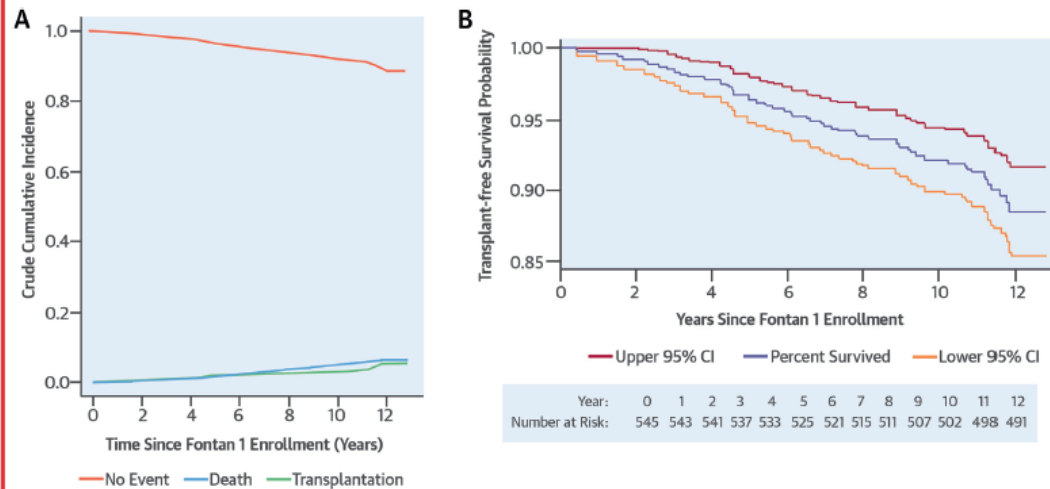 A
Crude Cumulative Incidence
1.0
0.8
0.6
0.4
0.2
0.0
0 2 4 6 8 10 12
Time Since Fontan 1 Enrollment (Years)
No Event Death Transplantation
B
Transplant-free Survival Probability
1.00
0.95
0.90
0.85
0 2 4 6 8 10 12
Years Since Fontan 1 Enrollment
Upper 95% CI Percent Survived Lower 95% CI
Year: 0 1 2 3 4 5 6 7 8 9 10 11 12
Number at Risk: 545 543 541 537 533 525 521 515 511 507 502 498 491